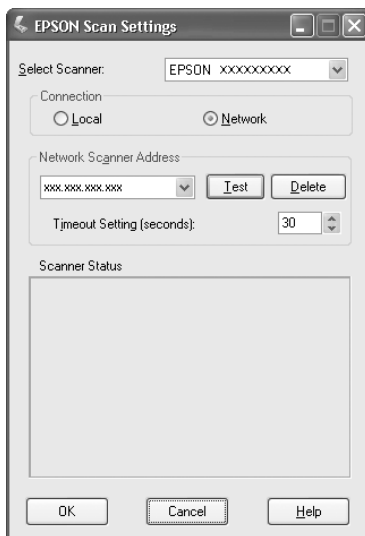 EPSON Scan Settings
Select Scanner: EPSON xxxxxxxxx
Connection
Local Network
Network Scanner Address
xxx.xxx.xxx.xxx Test Delete
Timeout Setting (seconds): 30
Scanner Status
OK Cancel Help